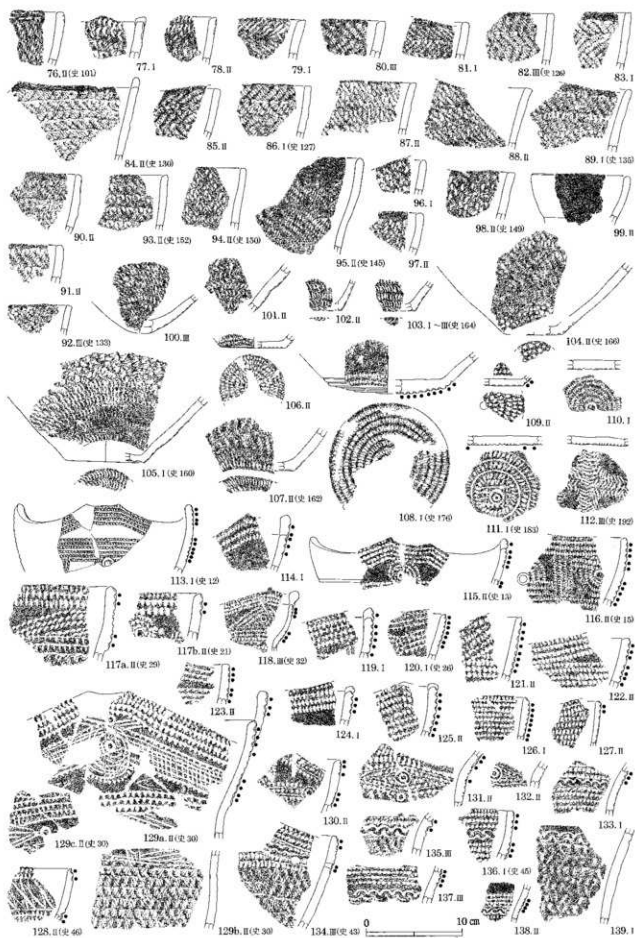 76.II(史101) 77.I 78.II 79.I 80.III 81.I 82.III(史126) 83.I
84.II(史136) 85.II 86.I(史127) 87.II 88.II 89.I(史135)
90.II 93.II(史152) 94.II(史150) 95.II(史145) 96.I 97.II 98.II(史149) 99.II
91.II
92.III(史133) 100.III 101.II 102.II 103.I~III(史164) 104.II(史166)
105.I(史160) 106.II 107.II(史162) 108.I(史176) 109.II 110.I
111.I(史183) 112.III(史192)
113.I(史12) 114.I 115.II(史13) 116.II(史15)
117a.II(史29) 117b.II(史21) 118.III(史32) 119.I 120.I(史26) 121.II 122.II
123.II 124.I 125.II 126.I 127.II
129c.II(史30) 129a.II(史30) 130.II 131.II 132.II 133.I
135.III 136.I(史45)
137.III
128.II(史46) 129b.II(史30) 134.III(史43) 138.II 139.I
0 10cm